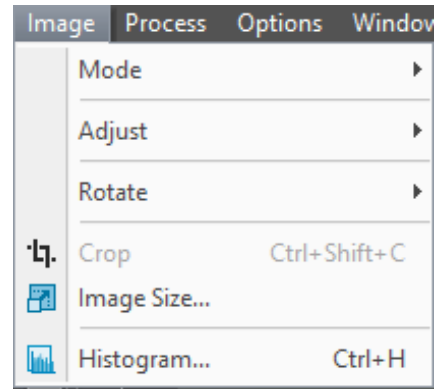 Image Process Options Window
Mode
Adjust
Rotate
Crop Ctrl+Shift+C
Image Size...
Histogram... Ctrl+H